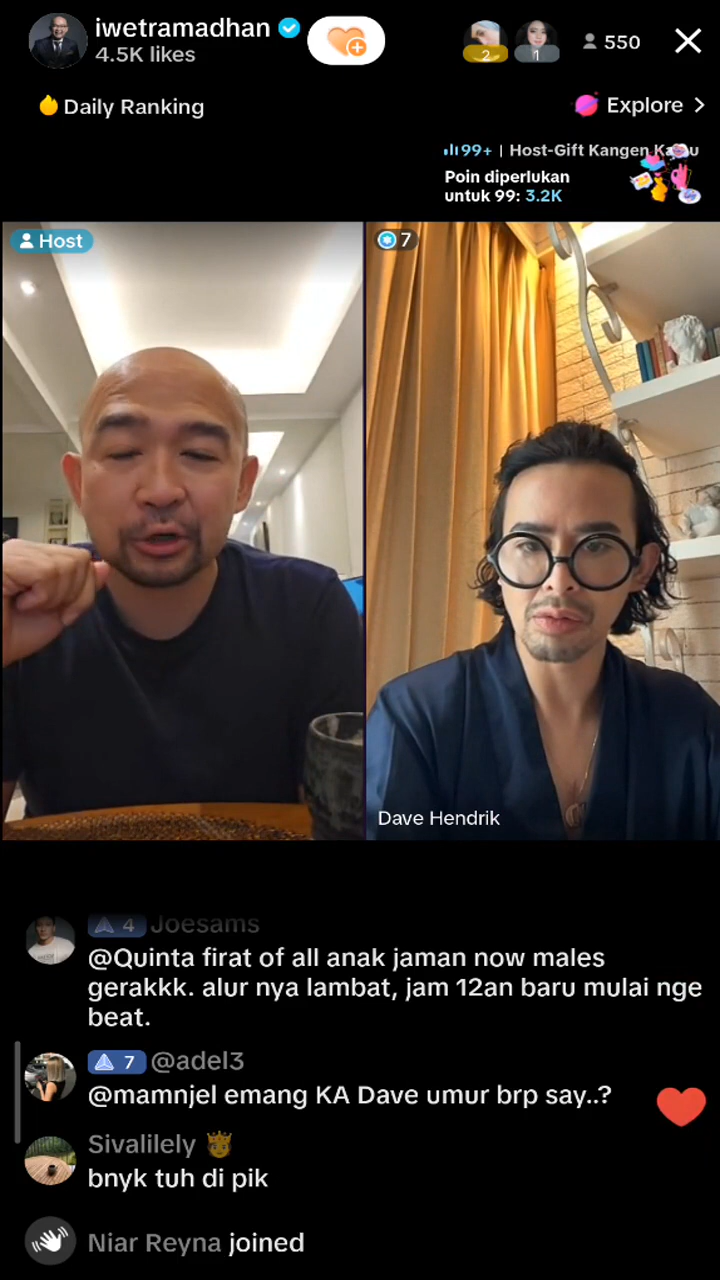 iwetramadhan
4.5K likes
2
1
550
Daily Ranking
Explore
99+ | Host-Gift Kangen
Poin diperlukan
untuk 99: 3.2K
Host
7
Dave Hendrik
4 Joesams
@Quinta firat of all anak jaman now males
gerakkk. alur nya lambat, jam 12an baru mulai nge
beat.
7 @adel3
@mamnjel emang KA Dave umur brp say..?
Sivalilely
bnyk tuh di pik
Niar Reyna joined